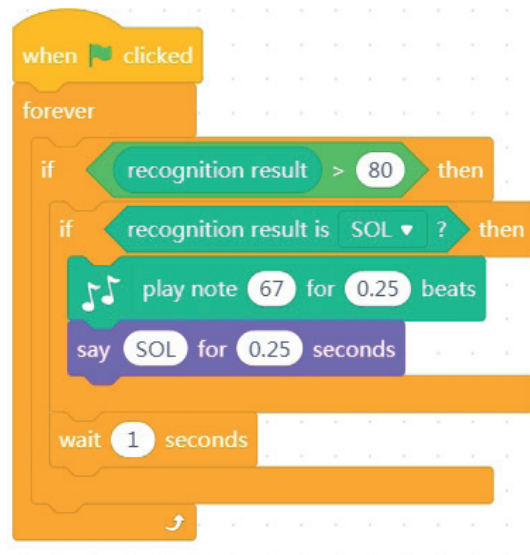 when clicked
forever
if recognition result > 80 then
if recognition result is SOL ? then
play note 67 for 0.25 beats
say SOL for 0.25 seconds
wait 1 seconds